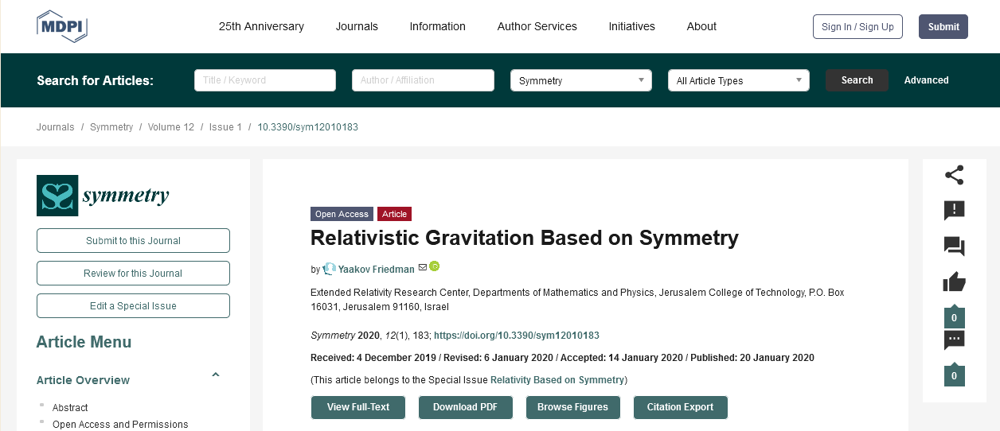 MDPI
25th Anniversary Journals Information Author Services Initiatives About Sign In / Sign Up Submit
Search for Articles: Title / Keyword Author / Affiliation Symmetry All Article Types Search Advanced
Journals / Symmetry / Volume 12 / Issue 1 / 10.3390/sym12010183
symmetry
Submit to this Journal
Review for this Journal
Edit a Special Issue
Article Menu
Article Overview
Abstract
Open Access and Permissions
Open Access Article
Relativistic Gravitation Based on Symmetry
by Yaakov Friedman
Extended Relativity Research Center, Departments of Mathematics and Physics, Jerusalem College of Technology, P.O. Box
16031, Jerusalem 91160, Israel
Symmetry 2020, 12(1), 183; https://doi.org/10.3390/sym12010183
Received: 4 December 2019 / Revised: 6 January 2020 / Accepted: 14 January 2020 / Published: 20 January 2020
(This article belongs to the Special Issue Relativity Based on Symmetry)
View Full-Text Download PDF Browse Figures Citation Export
0
0